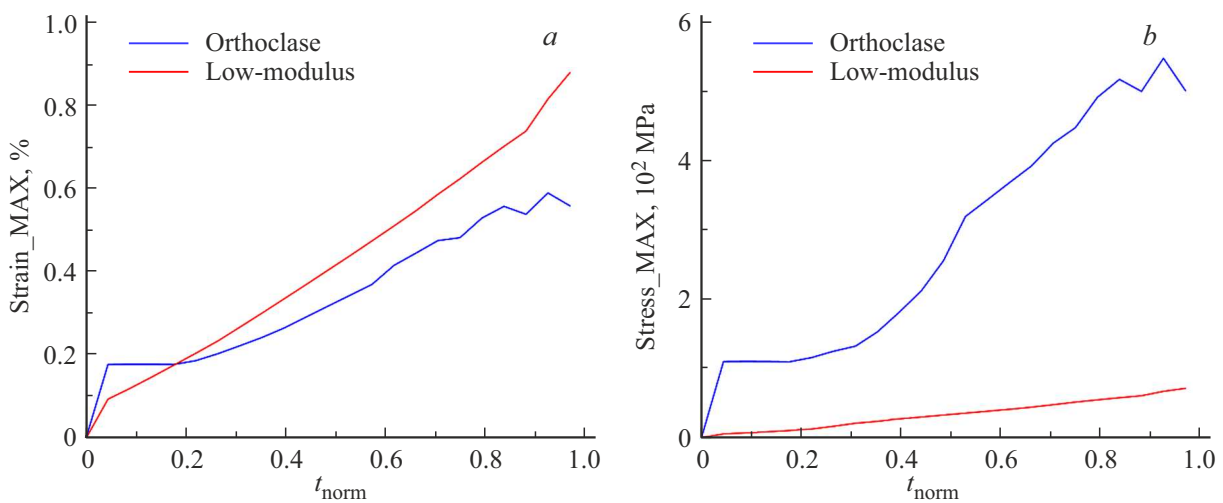 1.0
0.8
0.6
0.4
0.2
0
Strain_MAX, %
Orthoclase
Low-modulus
a
0 0.2 0.4 0.6 0.8 1.0
t_norm
6
4
2
0
Stress_MAX, 10² MPa
Orthoclase
Low-modulus
b
0 0.2 0.4 0.6 0.8 1.0
t_norm